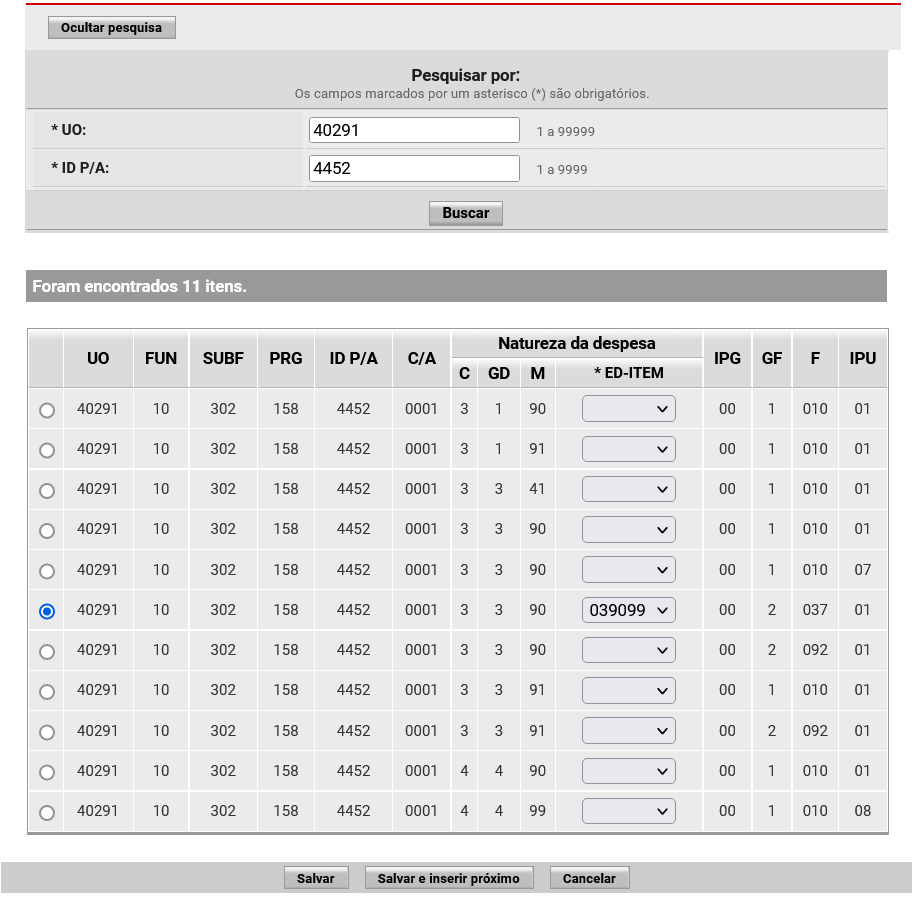 Ocultar pesquisa
Pesquisar por:
Os campos marcados por um asterisco (*) são obrigatórios.
* UO: 40291 1 a 99999
* ID P/A: 4452 1 a 9999
Buscar
Foram encontrados 11 itens.
UO FUN SUBF PRG ID P/A C/A Natureza da despesa IPG GF F IPU
C GD M * ED-ITEM
40291 10 302 158 4452 0001 3 1 90 00 1 010 01
40291 10 302 158 4452 0001 3 1 91 00 1 010 01
40291 10 302 158 4452 0001 3 3 41 00 1 010 01
40291 10 302 158 4452 0001 3 3 90 00 1 010 01
40291 10 302 158 4452 0001 3 3 90 00 1 010 07
40291 10 302 158 4452 0001 3 3 90 039099 00 2 037 01
40291 10 302 158 4452 0001 3 3 90 00 2 092 01
40291 10 302 158 4452 0001 3 3 91 00 1 010 01
40291 10 302 158 4452 0001 3 3 91 00 2 092 01
40291 10 302 158 4452 0001 4 4 90 00 1 010 01
40291 10 302 158 4452 0001 4 4 99 00 1 010 08
Salvar Salvar e inserir próximo Cancelar